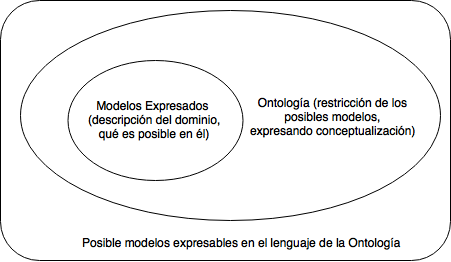 Modelos Expresados
(descripción del dominio,
qué es posible en él)
Ontología (restricción de los
posibles modelos,
expresando conceptualización)
Posible modelos expresables en el lenguaje de la Ontología